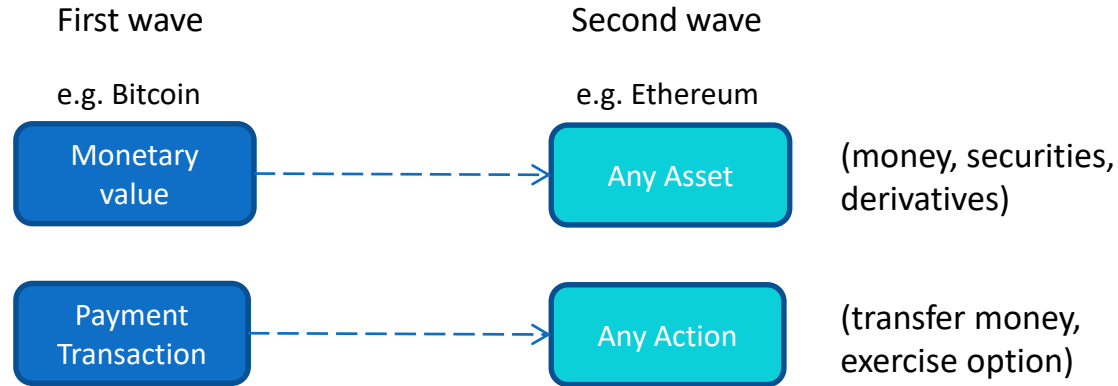 First wave
Second wave
e.g. Bitcoin
e.g. Ethereum
Monetary
value
Any Asset
(money, securities,
derivatives)
Payment
Transaction
Any Action
(transfer money,
exercise option)